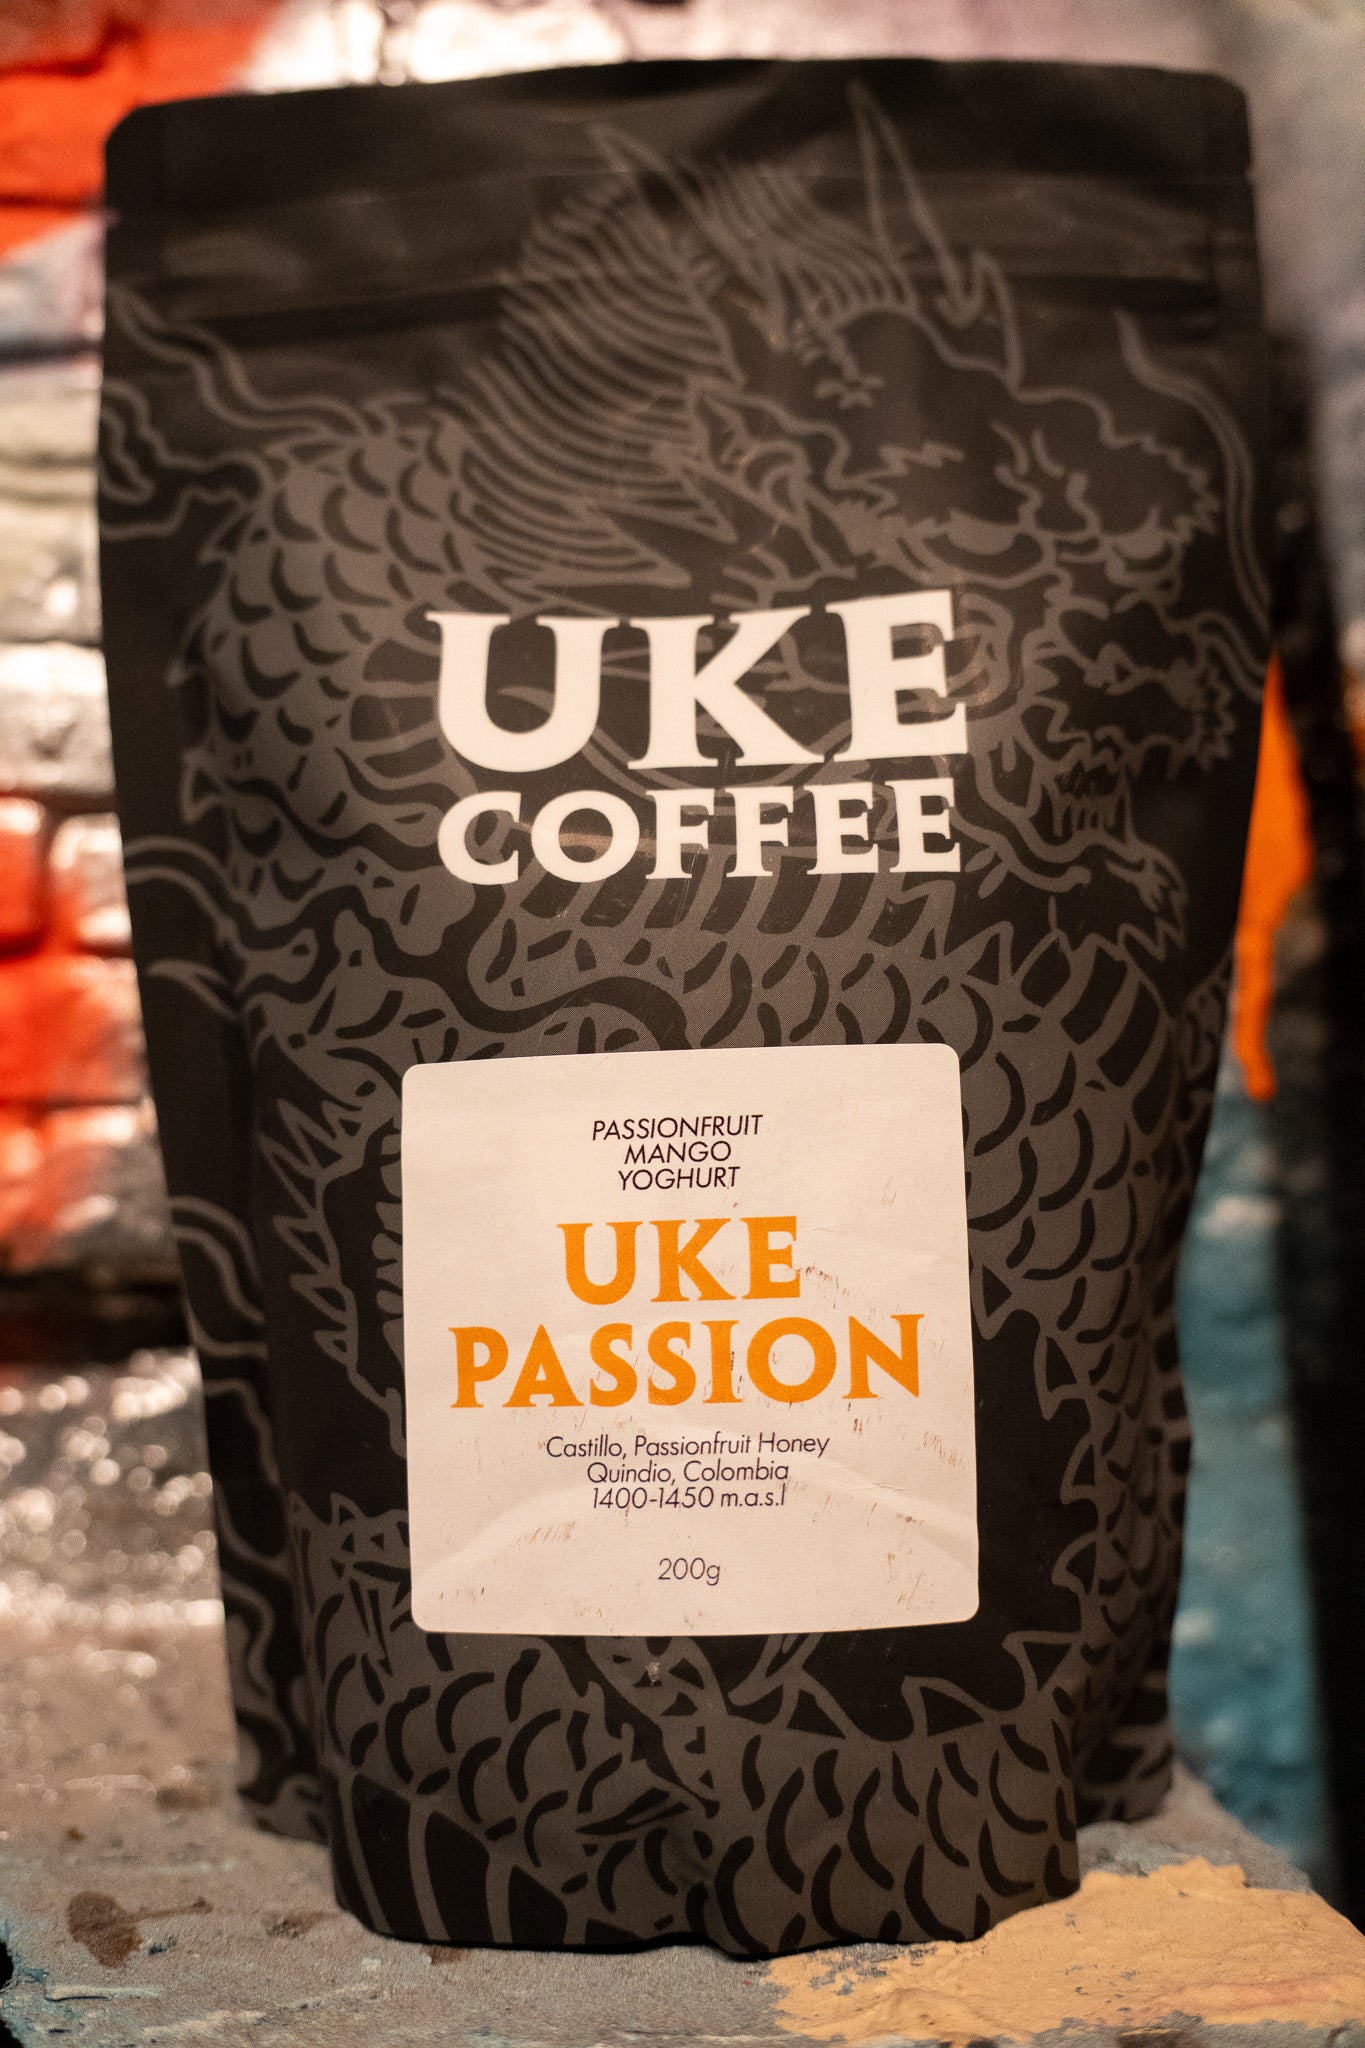 UKE
COFFEE
PASSIONFRUIT
MANGO
YOGHURT
UKE
PASSION
Castillo, Passionfruit Honey
Quindio, Colombia
1400-1450 m.a.s.l
200g